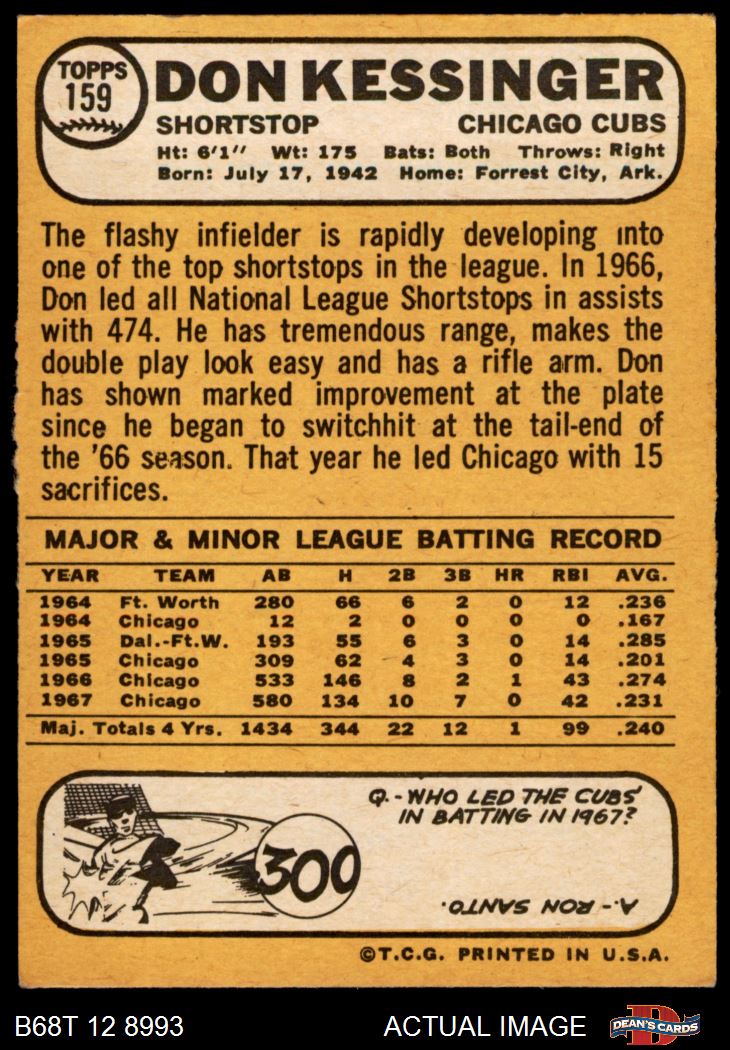 TOPPS
159
DON KESSINGER
SHORTSTOP CHICAGO CUBS
Ht: 6'1" Wt: 175 Bats: Both Throws: Right
Born: July 17, 1942 Home: Forrest City, Ark.
The flashy infielder is rapidly developing into
one of the top shortstops in the league. In 1966,
Don led all National League Shortstops in assists
with 474. He has tremendous range, makes the
double play look easy and has a rifle arm. Don
has shown marked improvement at the plate
since he began to switchhit at the tail-end of
the '66 season. That year he led Chicago with 15
sacrifices.
MAJOR & MINOR LEAGUE BATTING RECORD
YEAR TEAM AB H 2B 3B HR RBI AVG.
1964 Ft. Worth 280 66 6 2 0 12 .236
1964 Chicago 12 2 0 0 0 0 .167
1965 Dal.-Ft.W. 193 55 6 3 0 14 .285
1965 Chicago 309 62 4 3 0 14 .201
1966 Chicago 533 146 8 2 1 43 .274
1967 Chicago 580 134 10 7 0 42 .231
Maj. Totals 4 Yrs. 1434 344 22 12 1 99 .240
Q.-WHO LED THE CUBS'
IN BATTING IN 1967?
300
A.-RON SANTO.
©T.C.G. PRINTED IN U.S.A.
B68T 12 8993 ACTUAL IMAGE D DEAN'S CARDS